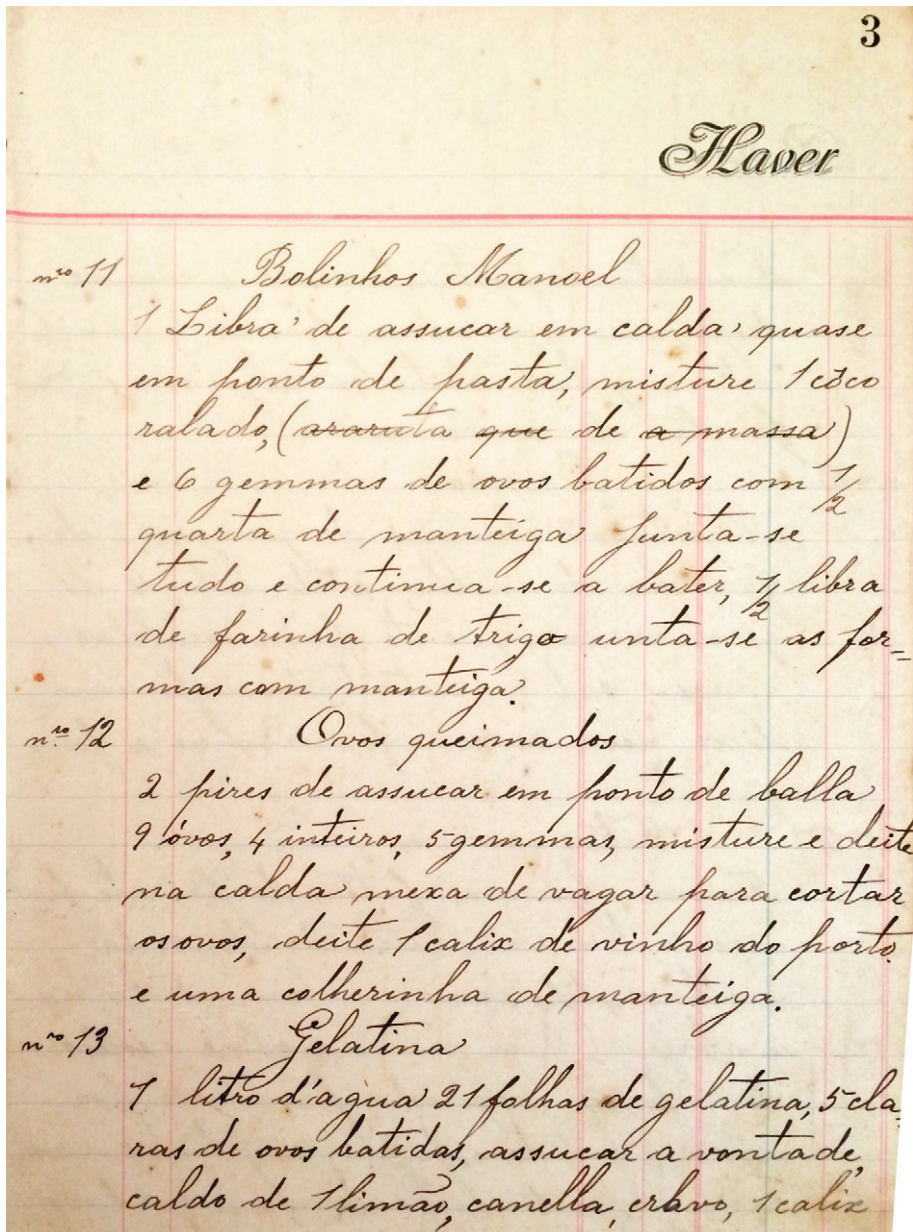 3
Haver
nº 11 Bolinhos Manoel
1 Libra de assucar em calda, quase
em ponto de pasta, misture 1 côco
ralado, (araruta que de a massa)
e 6 gemmas de ovos batidos com 1/2
quarta de manteiga Junta-se
tudo e continua-se a bater, 1/2 libra
de farinha de trigo unta-se as for=
mas com manteiga.
nº 12 Ovos queimados
2 pires de assucar em ponto de balla
9 óvos, 4 inteiros, 5 gemmas, misture e deite
na calda mexa de vagar para cortar
os ovos, deite 1 calix de vinho do porto.
e uma colherinha de manteiga.
nº 13 Gelatina
1 litro d'agua 21 folhas de gelatina, 5 cla-
ras de ovos batidas, assucar a vontade,
caldo de 1 limão, canella, cravo, 1 calix